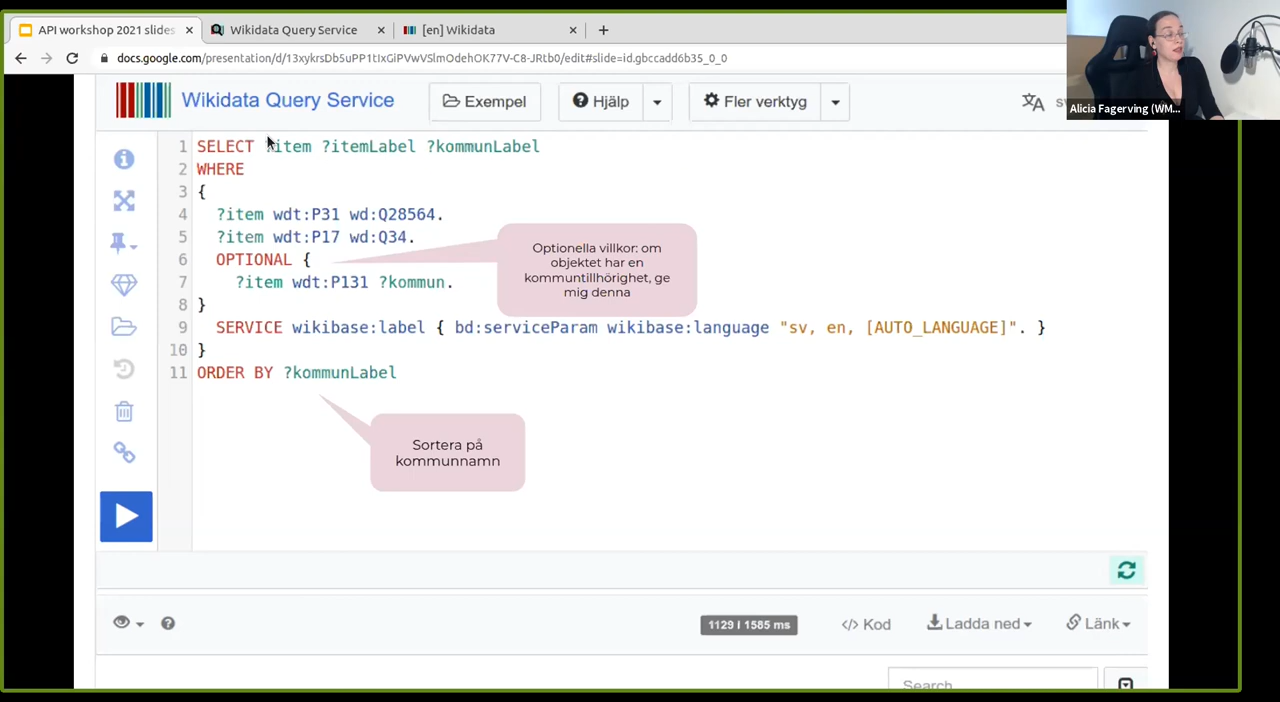 API workshop 2021 slides
Wikidata Query Service
[en] Wikidata
docs.google.com/presentation/d/13xykrsDb5uPP1tIxGiPVwVSlmOdehOK77V-C8-JRtb0/edit#slide=id.gbccadd6b35_0_0
Alicia Fagerving (WM...
Wikidata Query Service
Exempel
Hjälp
Fler verktyg
1 SELECT ?item ?itemLabel ?kommunLabel
2 WHERE
3 {
4 ?item wdt:P31 wd:Q28564.
5 ?item wdt:P17 wd:Q34.
6 OPTIONAL {
7 ?item wdt:P131 ?kommun.
8 }
9 SERVICE wikibase:label { bd:serviceParam wikibase:language "sv, en, [AUTO_LANGUAGE]". }
10 }
11 ORDER BY ?kommunLabel
Optionella villkor: om
objektet har en
kommuntillhörighet, ge
mig denna
Sortera på
kommunnamn
1129 i 1585 ms
</> Kod
Ladda ned
Länk
Search